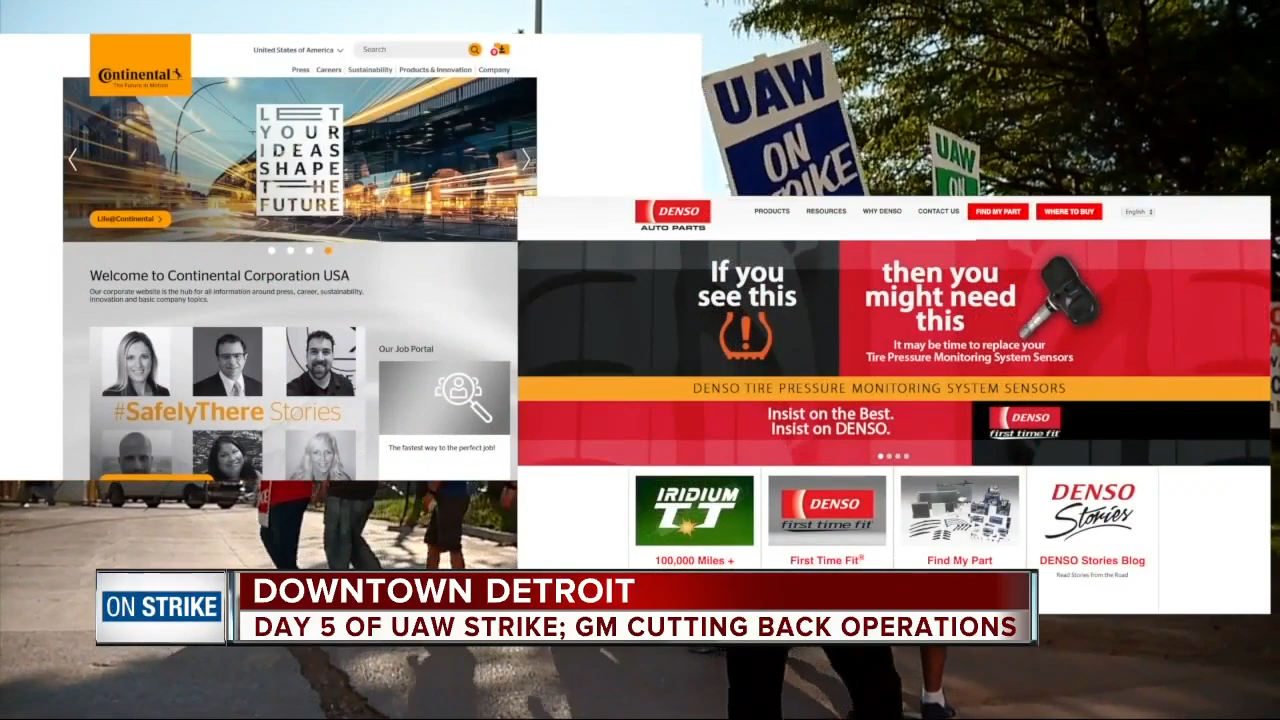 Continental
The Future in Motion
United States of America
Search
Press
Careers
Sustainability
Products & Innovation
Company
LET
YOUR
IDEAS
SHAPE
THE
FUTURE
Life@Continental
Welcome to Continental Corporation USA
Our corporate website is the hub for all information around press, career, sustainability,
innovation and basic company topics.
#SafelyThere Stories
Our Job Portal
The fastest way to the perfect job!
UAW
ON
UAW
ON
DENSO
AUTO PARTS
PRODUCTS
RESOURCES
WHY DENSO
CONTACT US
FIND MY PART
WHERE TO BUY
English
If you
see this
then you
might need
this
It may be time to replace your
Tire Pressure Monitoring System Sensors
DENSO TIRE PRESSURE MONITORING SYSTEM SENSORS
Insist on the Best.
Insist on DENSO.
DENSO
first time fit
IRIDIUM
TT
100,000 Miles +
DENSO
first time fit
First Time Fit®
Find My Part
DENSO
Stories
DENSO Stories Blog
Read Stories from the Road
ON STRIKE
DOWNTOWN DETROIT
DAY 5 OF UAW STRIKE; GM CUTTING BACK OPERATIONS